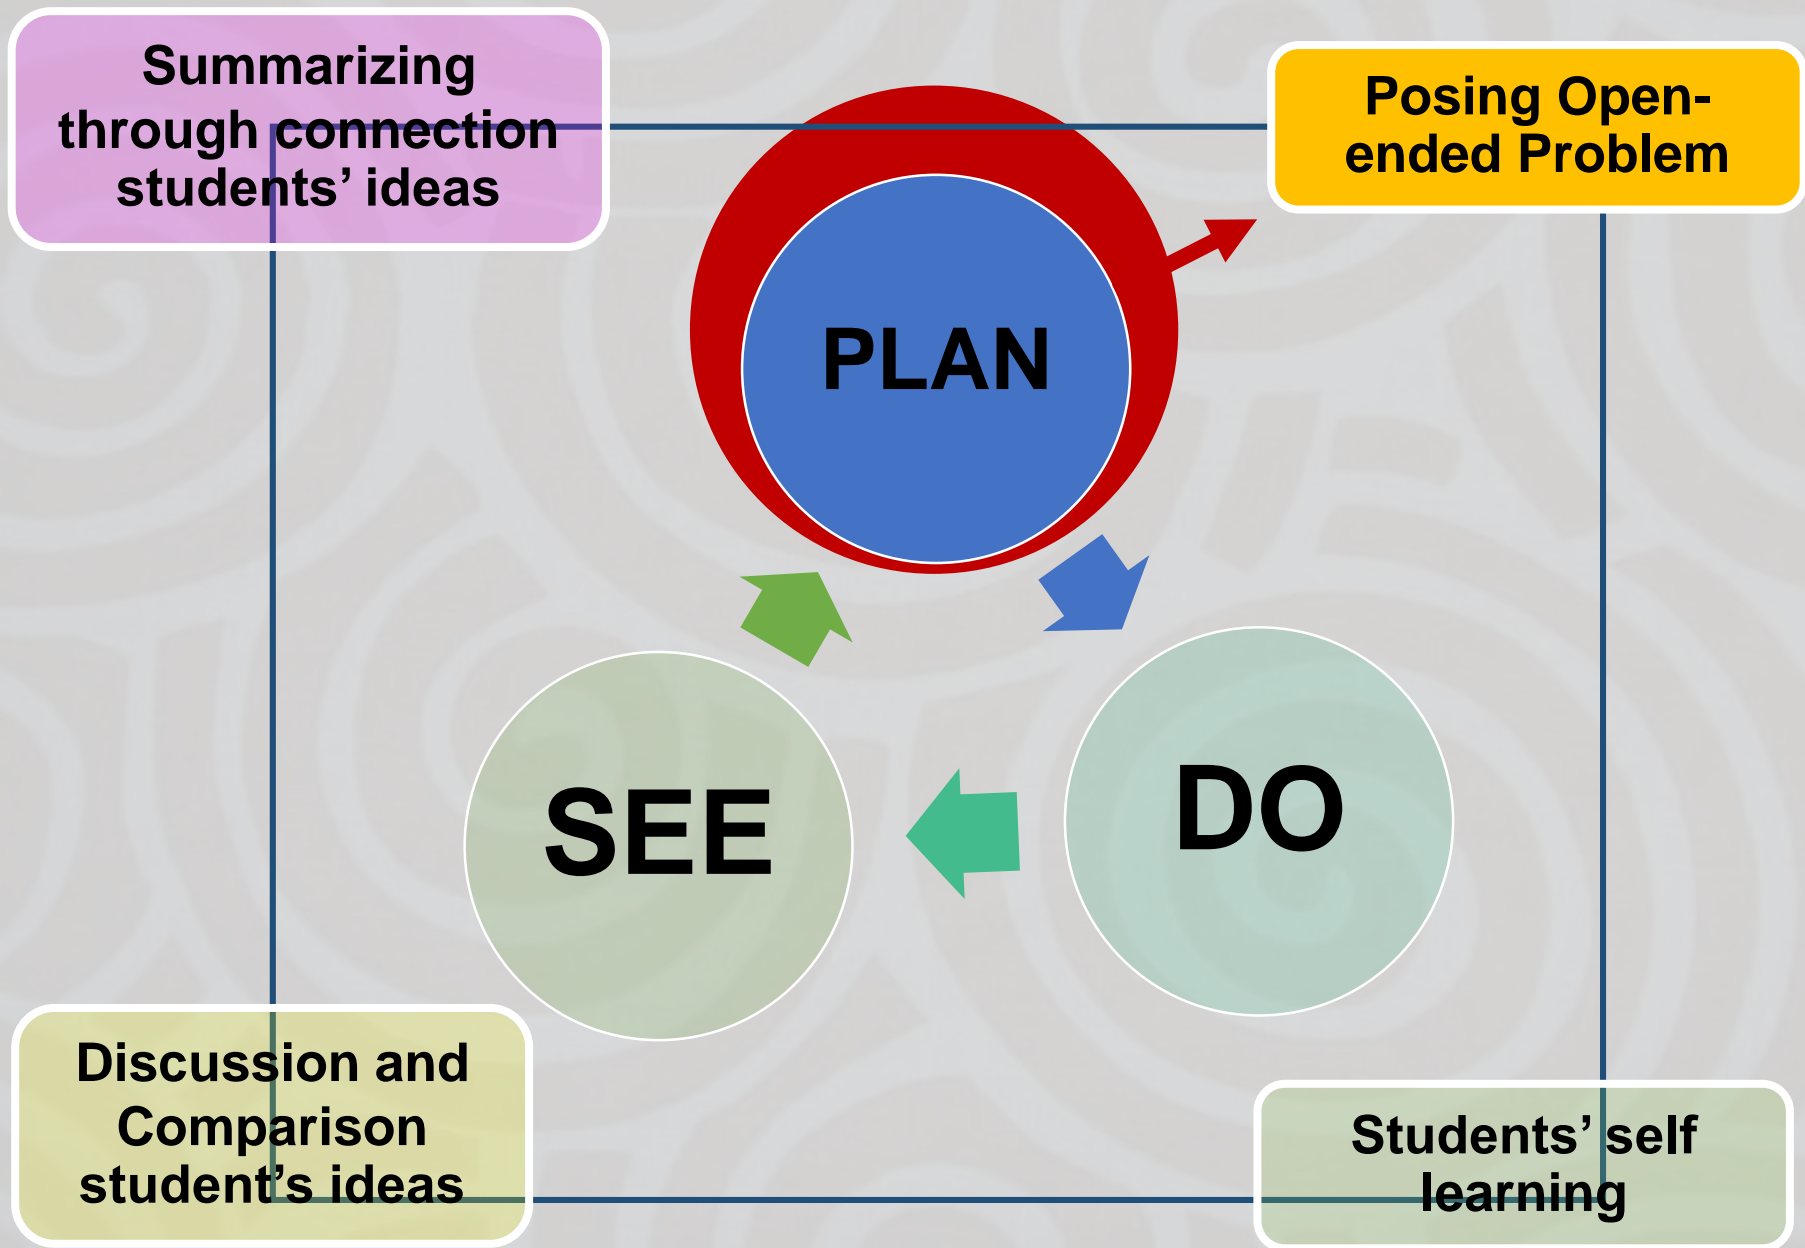 Summarizing
through connection
students’ ideas
Posing Open-
ended Problem
PLAN
SEE
DO
Discussion and
Comparison
student’s ideas
Students’ self
learning